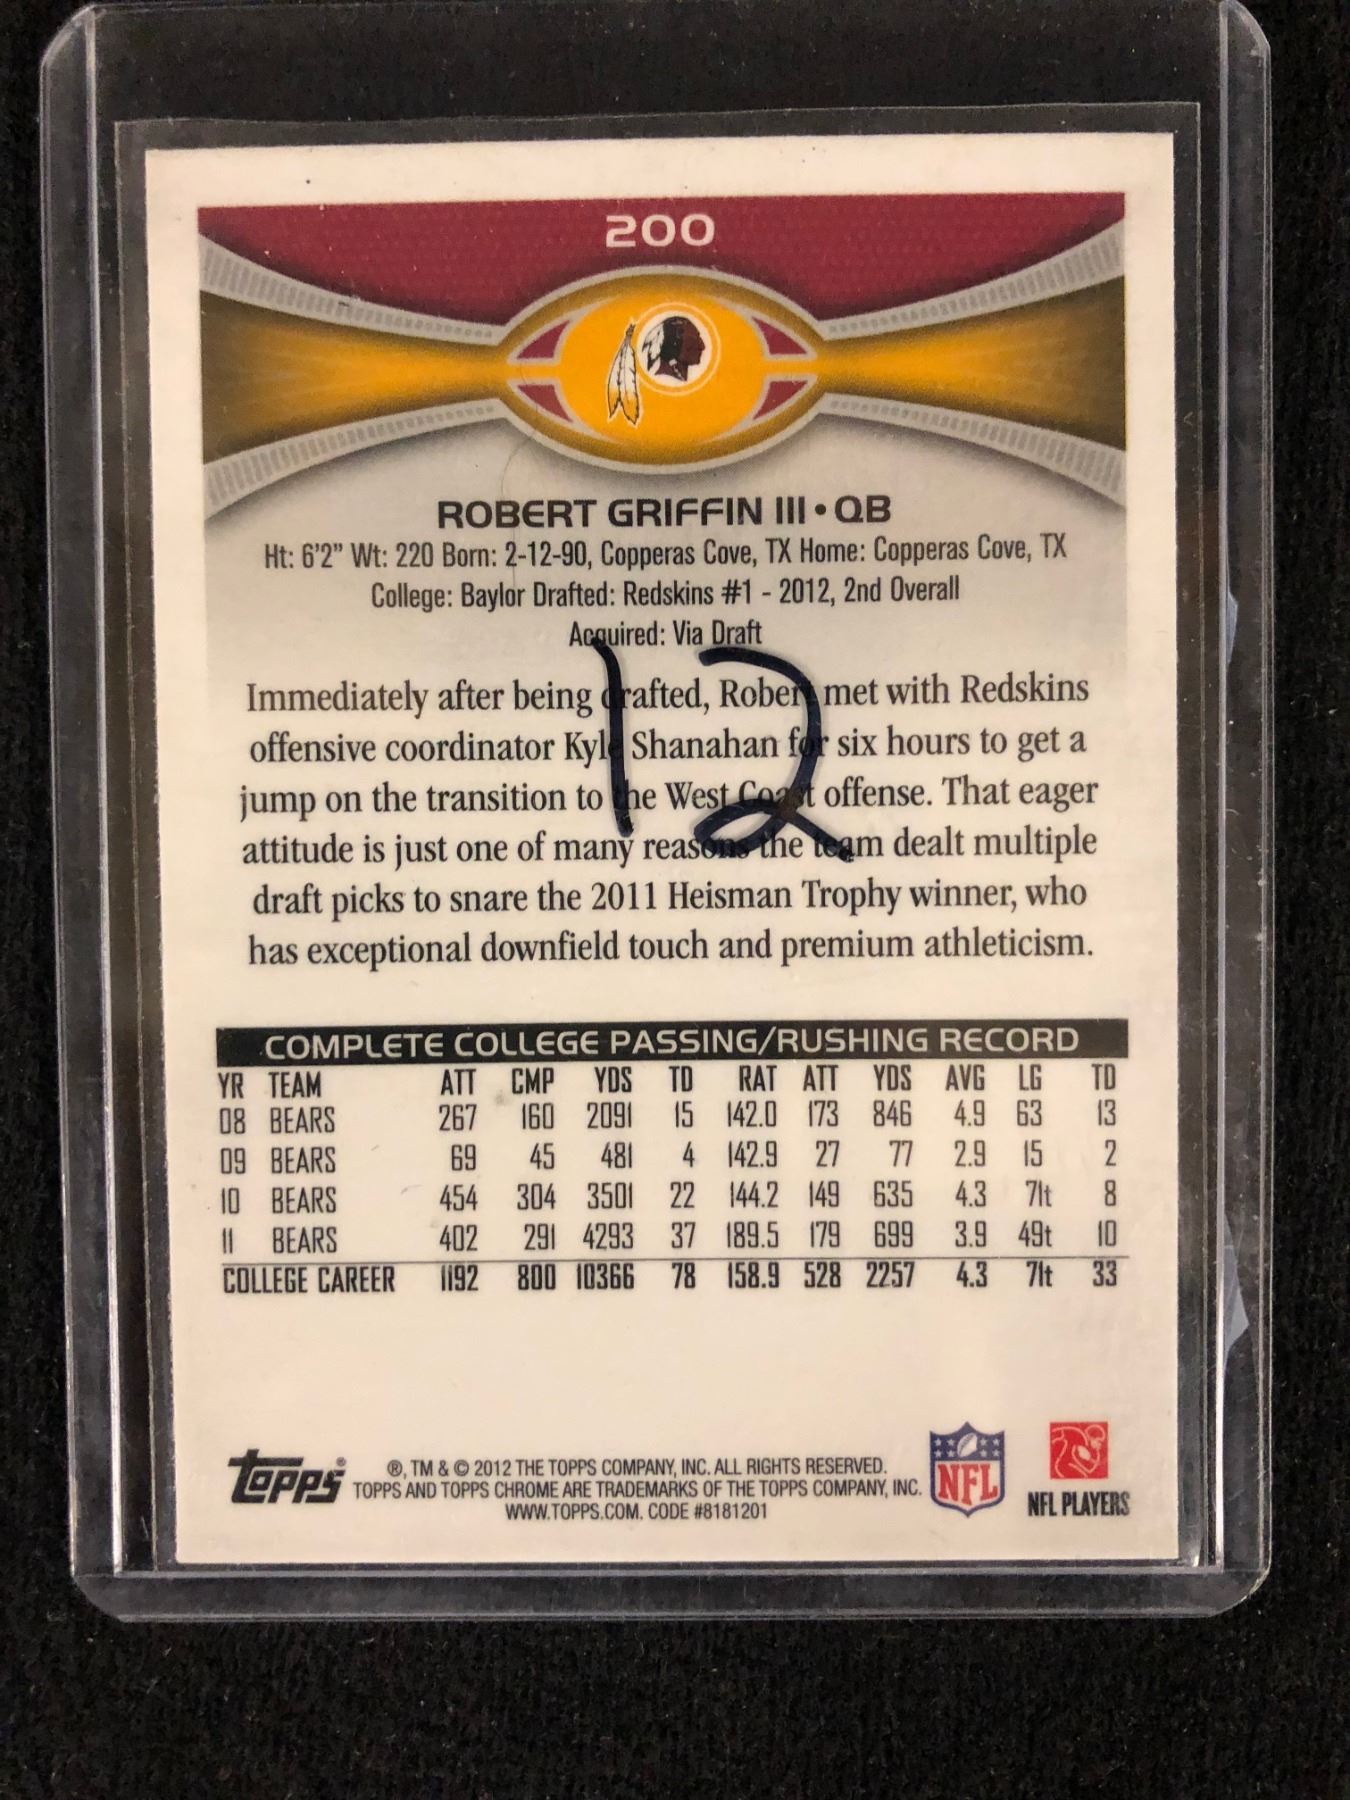 200
ROBERT GRIFFIN III • QB
Ht: 6'2" Wt: 220 Born: 2-12-90, Copperas Cove, TX Home: Copperas Cove, TX
College: Baylor Drafted: Redskins #1 - 2012, 2nd Overall
Acquired: Via Draft
12
Immediately after being drafted, Robert met with Redskins
offensive coordinator Kyle Shanahan for six hours to get a
jump on the transition to the West Coast offense. That eager
attitude is just one of many reasons the team dealt multiple
draft picks to snare the 2011 Heisman Trophy winner, who
has exceptional downfield touch and premium athleticism.
COMPLETE COLLEGE PASSING/RUSHING RECORD
YR TEAM ATT CMP YDS TD RAT ATT YDS AVG LG TD
08 BEARS 267 160 2091 15 142.0 173 846 4.9 63 13
09 BEARS 69 45 481 4 142.9 27 77 2.9 15 2
10 BEARS 454 304 3501 22 144.2 149 635 4.3 71t 8
11 BEARS 402 291 4293 37 189.5 179 699 3.9 49t 10
COLLEGE CAREER 1192 800 10366 78 158.9 528 2257 4.3 71t 33
topps®
®, TM & © 2012 THE TOPPS COMPANY, INC. ALL RIGHTS RESERVED.
TOPPS AND TOPPS CHROME ARE TRADEMARKS OF THE TOPPS COMPANY, INC.
WWW.TOPPS.COM. CODE #8181201
NFL
NFL PLAYERS